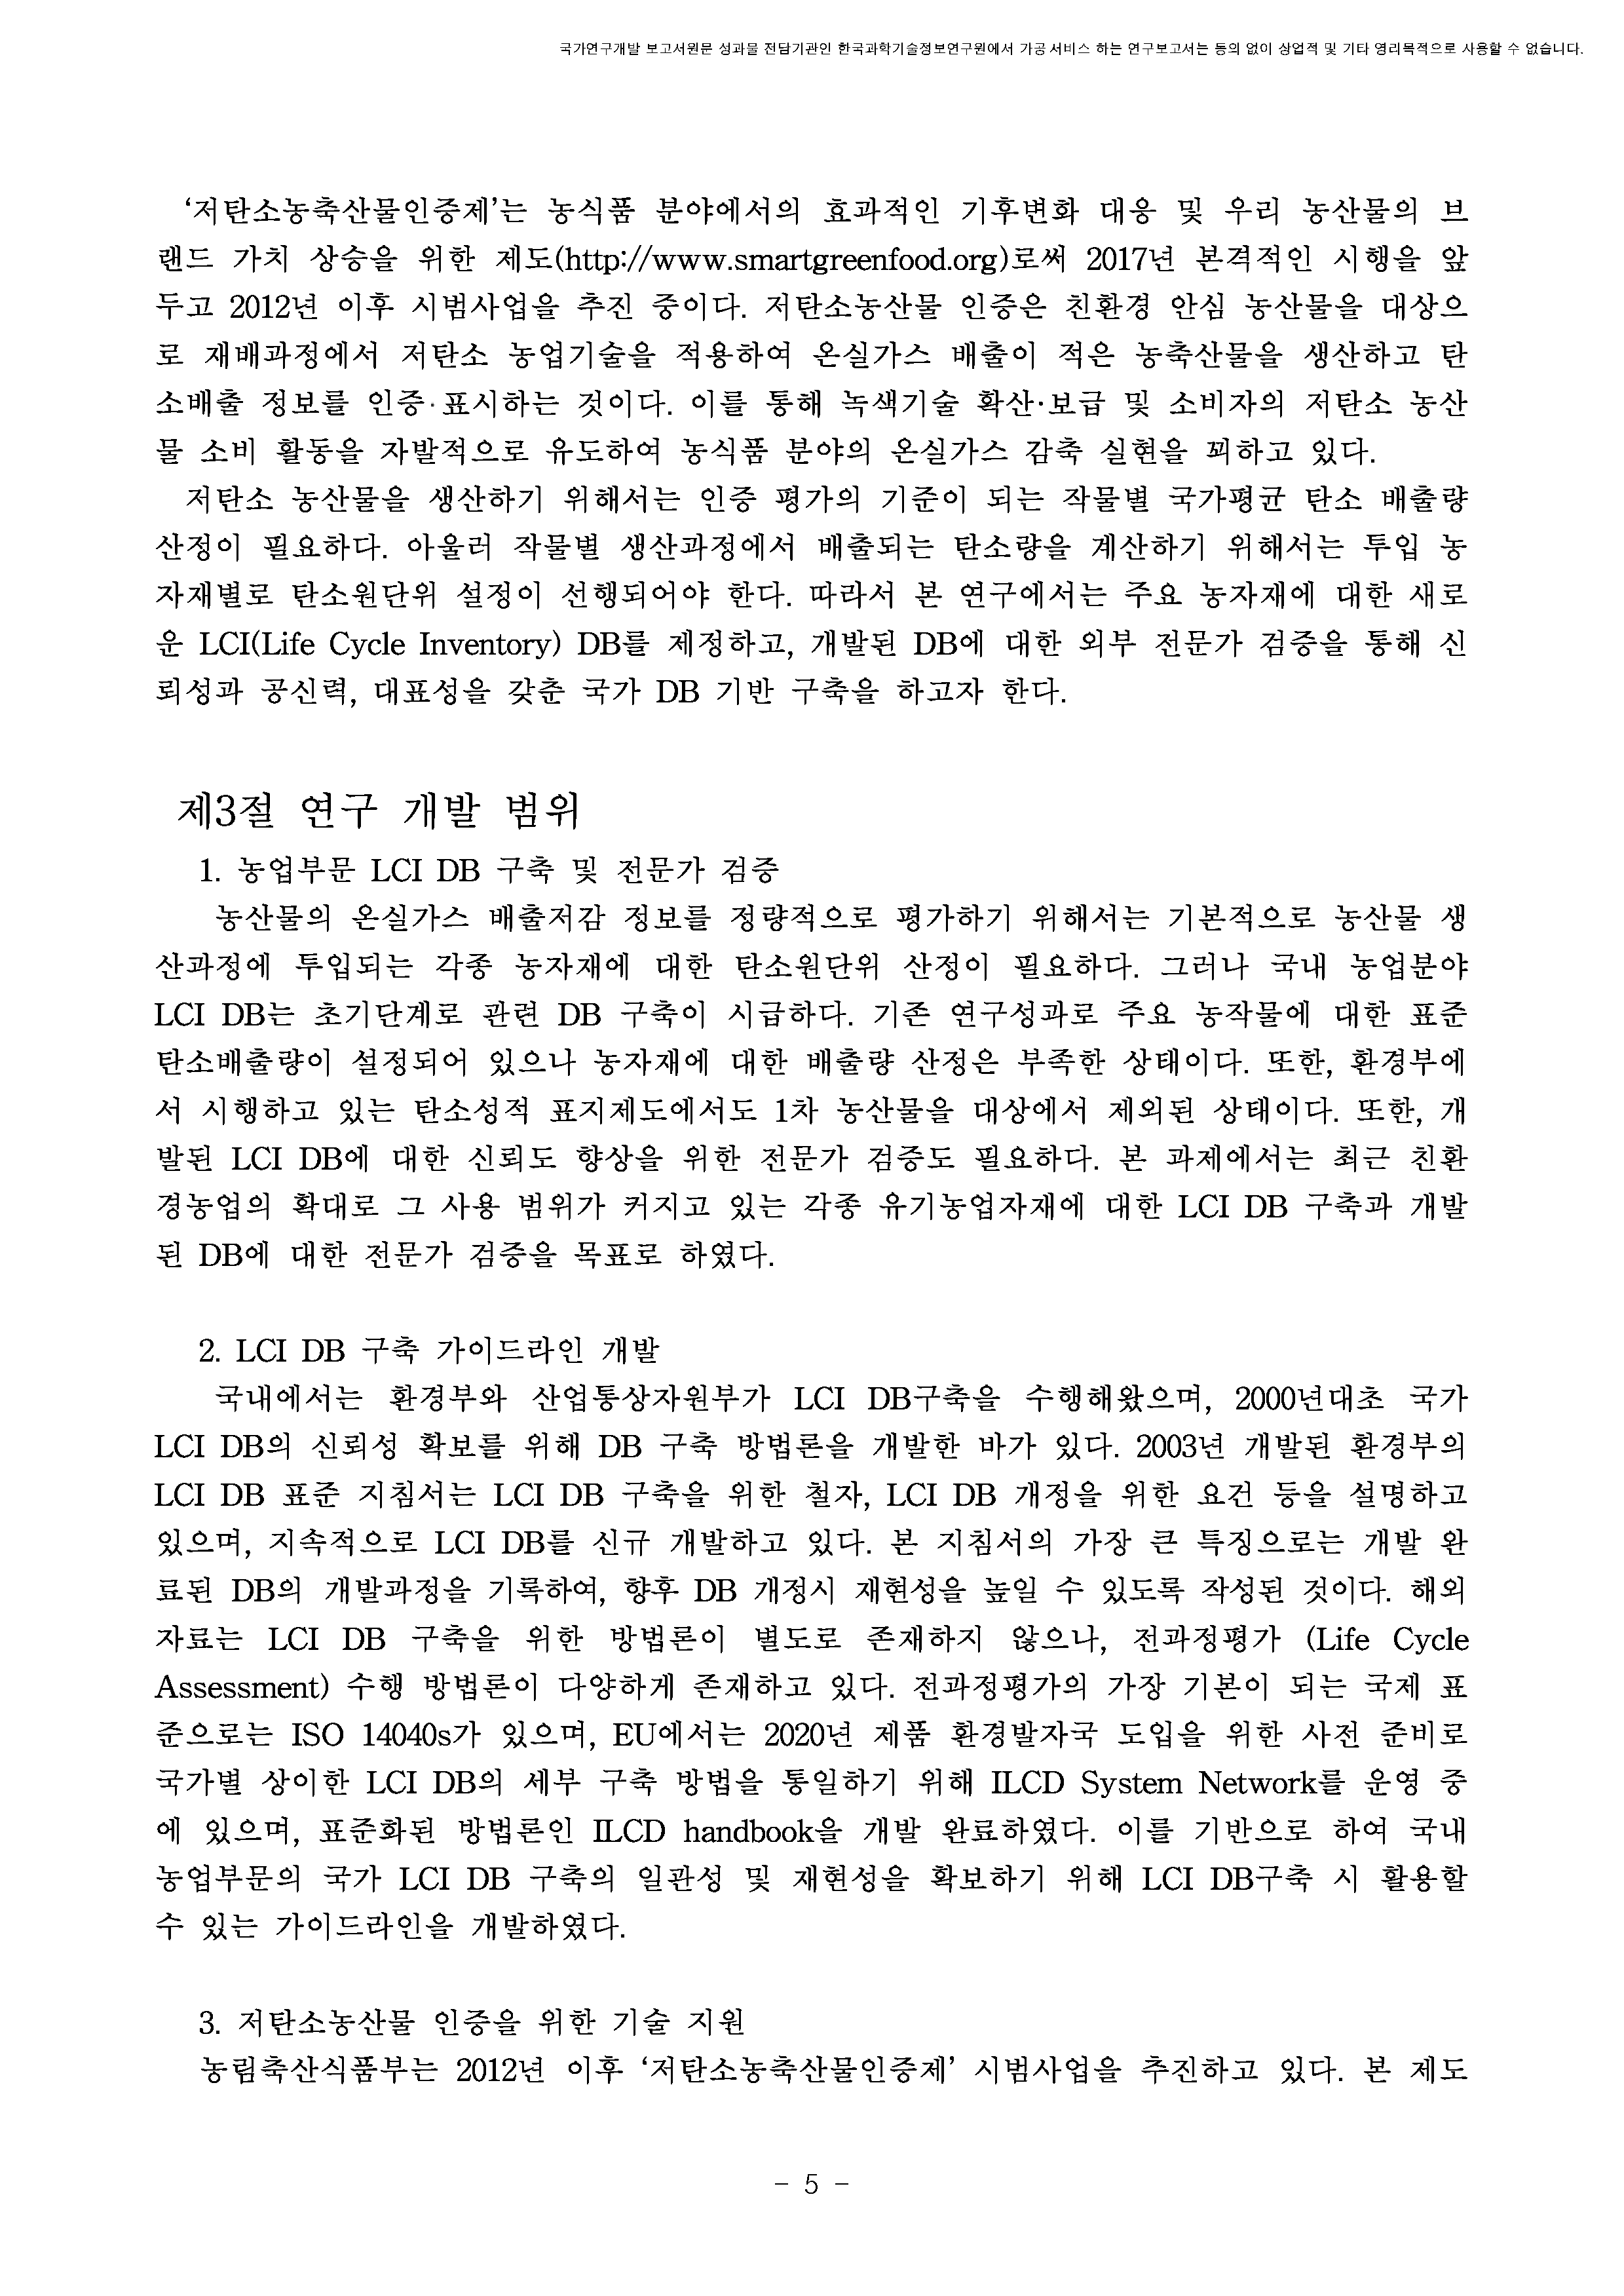 국가연구개발 보고서원문 성과물 전담기관인 한국과학기술정보연구원에서 가공·서비스 하는 연구보고서는 동의 없이 상업적 및 기타 영리목적으로 사용할 수 없습니다.
‘저탄소농축산물인증제’는 농식품 분야에서의 효과적인 기후변화 대응 및 우리 농산물의 브
랜드 가치 상승을 위한 제도(http://www.smartgreenfood.org)로써 2017년 본격적인 시행을 앞
두고 2012년 이후 시범사업을 추진 중이다. 저탄소농산물 인증은 친환경 안심 농산물을 대상으
로 재배과정에서 저탄소 농업기술을 적용하여 온실가스 배출이 적은 농축산물을 생산하고 탄
소배출 정보를 인증·표시하는 것이다. 이를 통해 녹색기술 확산·보급 및 소비자의 저탄소 농산
물 소비 활동을 자발적으로 유도하여 농식품 분야의 온실가스 감축 실현을 꾀하고 있다.
저탄소 농산물을 생산하기 위해서는 인증 평가의 기준이 되는 작물별 국가평균 탄소 배출량
산정이 필요하다. 아울러 작물별 생산과정에서 배출되는 탄소량을 계산하기 위해서는 투입 농
자재별로 탄소원단위 설정이 선행되어야 한다. 따라서 본 연구에서는 주요 농자재에 대한 새로
운 LCI(Life Cycle Inventory) DB를 제정하고, 개발된 DB에 대한 외부 전문가 검증을 통해 신
뢰성과 공신력, 대표성을 갖춘 국가 DB 기반 구축을 하고자 한다.
제3절 연구 개발 범위
1. 농업부문 LCI DB 구축 및 전문가 검증
농산물의 온실가스 배출저감 정보를 정량적으로 평가하기 위해서는 기본적으로 농산물 생
산과정에 투입되는 각종 농자재에 대한 탄소원단위 산정이 필요하다. 그러나 국내 농업분야
LCI DB는 초기단계로 관련 DB 구축이 시급하다. 기존 연구성과로 주요 농작물에 대한 표준
탄소배출량이 설정되어 있으나 농자재에 대한 배출량 산정은 부족한 상태이다. 또한, 환경부에
서 시행하고 있는 탄소성적 표지제도에서도 1차 농산물을 대상에서 제외된 상태이다. 또한, 개
발된 LCI DB에 대한 신뢰도 향상을 위한 전문가 검증도 필요하다. 본 과제에서는 최근 친환
경농업의 확대로 그 사용 범위가 커지고 있는 각종 유기농업자재에 대한 LCI DB 구축과 개발
된 DB에 대한 전문가 검증을 목표로 하였다.
2. LCI DB 구축 가이드라인 개발
국내에서는 환경부와 산업통상자원부가 LCI DB구축을 수행해왔으며, 2000년대초 국가
LCI DB의 신뢰성 확보를 위해 DB 구축 방법론을 개발한 바가 있다. 2003년 개발된 환경부의
LCI DB 표준 지침서는 LCI DB 구축을 위한 철자, LCI DB 개정을 위한 요건 등을 설명하고
있으며, 지속적으로 LCI DB를 신규 개발하고 있다. 본 지침서의 가장 큰 특징으로는 개발 완
료된 DB의 개발과정을 기록하여, 향후 DB 개정시 재현성을 높일 수 있도록 작성된 것이다. 해외
자료는 LCI DB 구축을 위한 방법론이 별도로 존재하지 않으나, 전과정평가 (Life Cycle
Assessment) 수행 방법론이 다양하게 존재하고 있다. 전과정평가의 가장 기본이 되는 국제 표
준으로는 ISO 14040s가 있으며, EU에서는 2020년 제품 환경발자국 도입을 위한 사전 준비로
국가별 상이한 LCI DB의 세부 구축 방법을 통일하기 위해 ILCD System Network를 운영 중
에 있으며, 표준화된 방법론인 ILCD handbook을 개발 완료하였다. 이를 기반으로 하여 국내
농업부문의 국가 LCI DB 구축의 일관성 및 재현성을 확보하기 위해 LCI DB구축 시 활용할
수 있는 가이드라인을 개발하였다.
3. 저탄소농산물 인증을 위한 기술 지원
농림축산식품부는 2012년 이후 ‘저탄소농축산물인증제’ 시범사업을 추진하고 있다. 본 제도
- 5 -